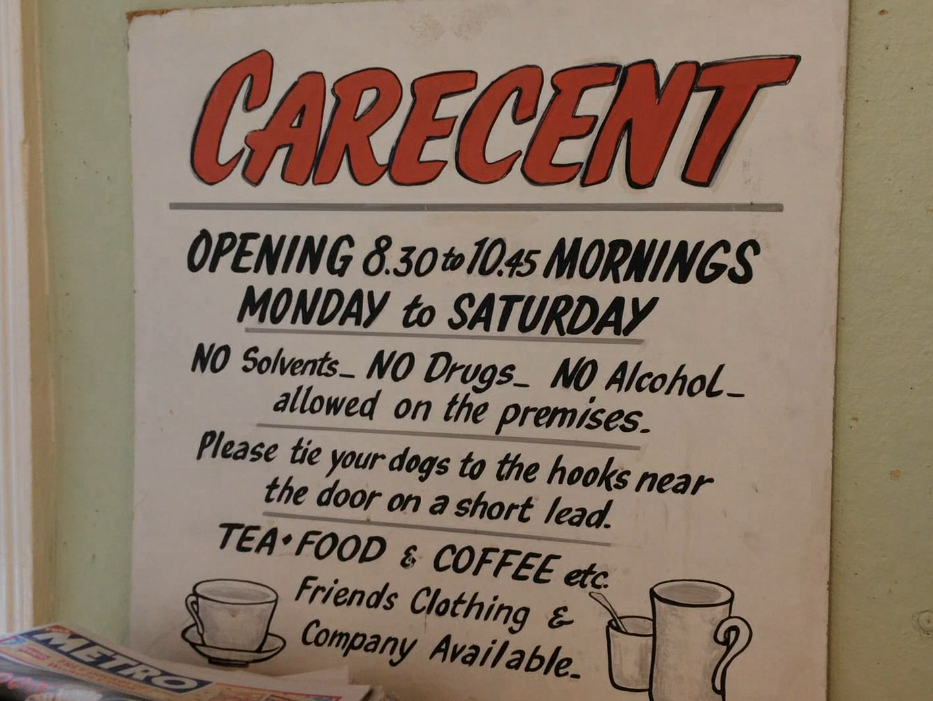 CARECENT
OPENING 8.30 to 10.45 MORNINGS
MONDAY to SATURDAY
NO Solvents_ NO Drugs_ NO Alcohol_
allowed on the premises.
Please tie your dogs to the hooks near
the door on a short lead.
TEA • FOOD & COFFEE etc.
Friends Clothing &
Company Available_
METRO